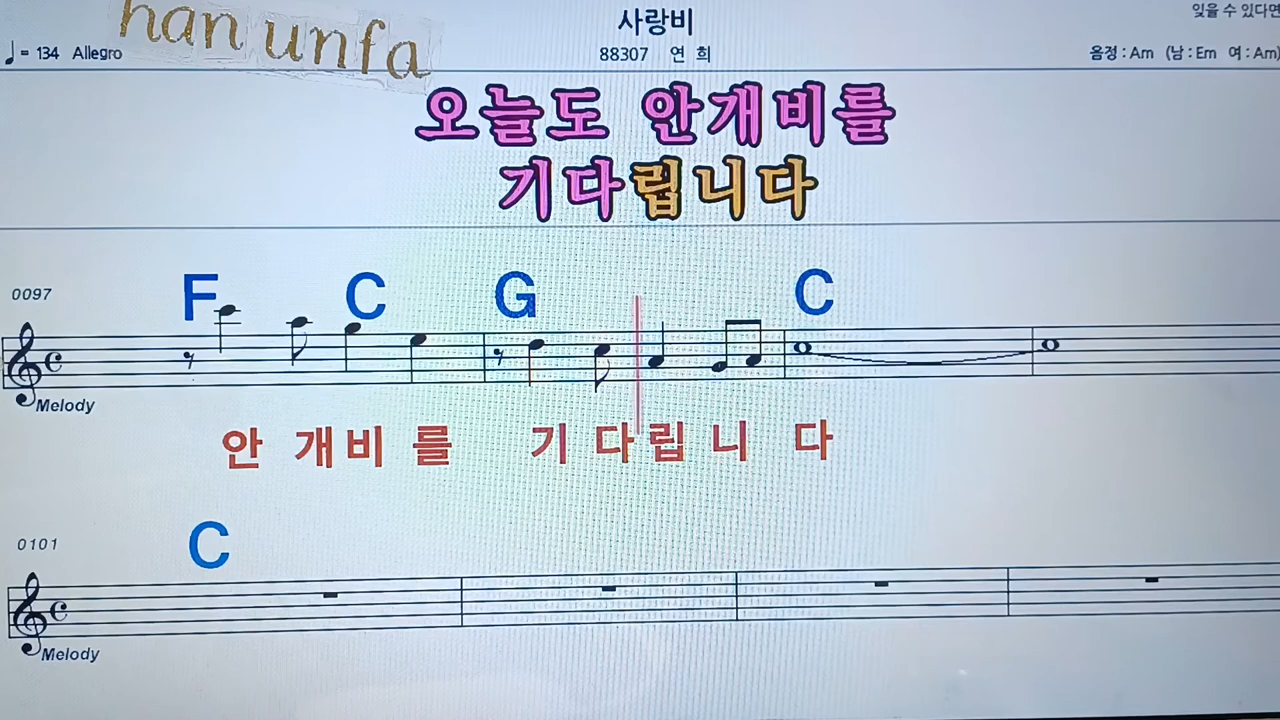 han unfa
사랑비
잊을 수 있다면
♩= 134 Allegro
88307 연 희
음정 : Am (남 : Em 여 : Am)
오늘도 안개비를
기다립니다
0097
F C G C
Melody
안 개비 를 기 다립 니 다
0101
C
Melody